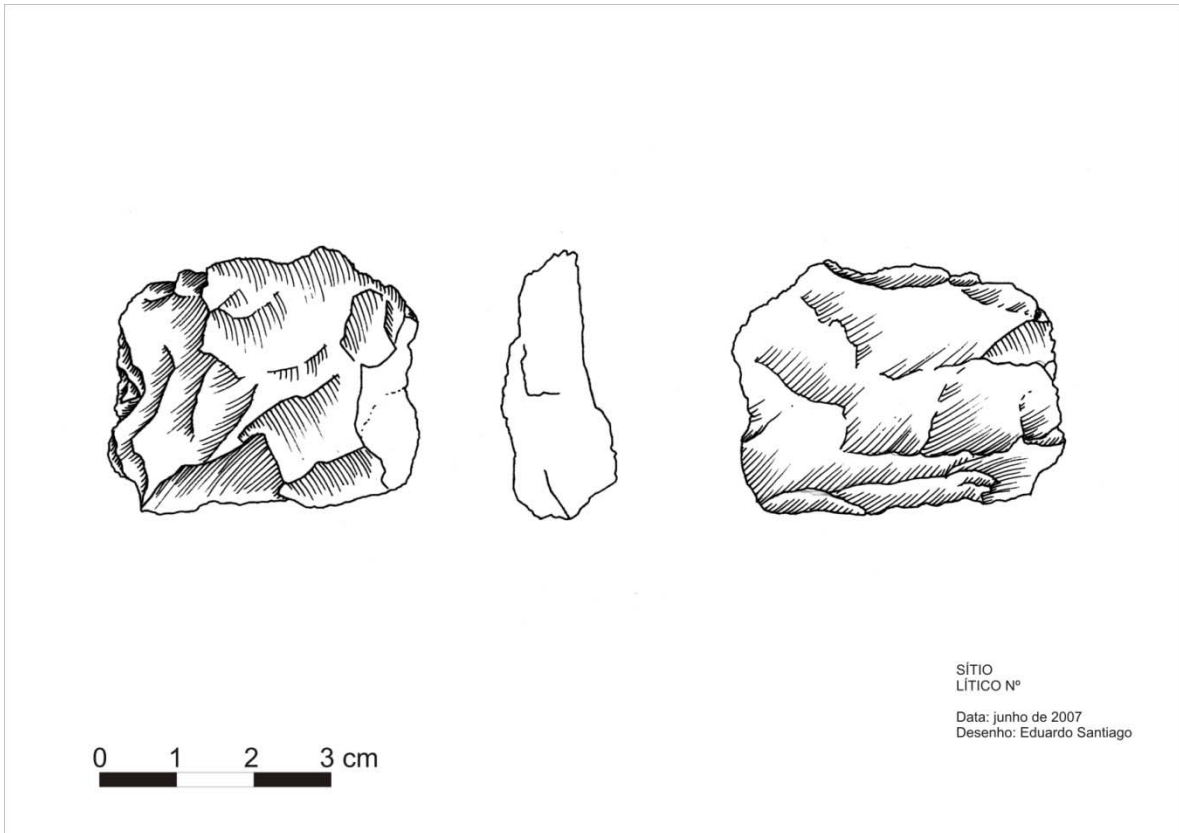 0 1 2 3 cm
SÍTIO
LÍTICO Nº
Data: junho de 2007
Desenho: Eduardo Santiago